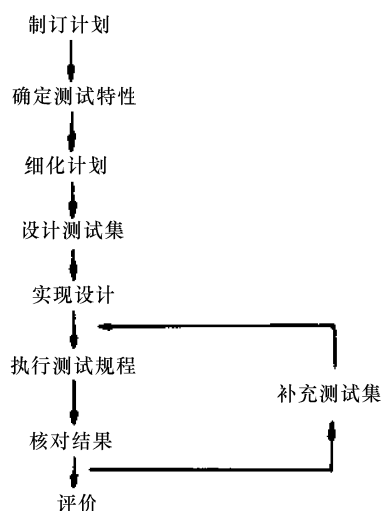 制订计划
确定测试特性
细化计划
设计测试集
实现设计
执行测试规程
补充测试集
核对结果
评价